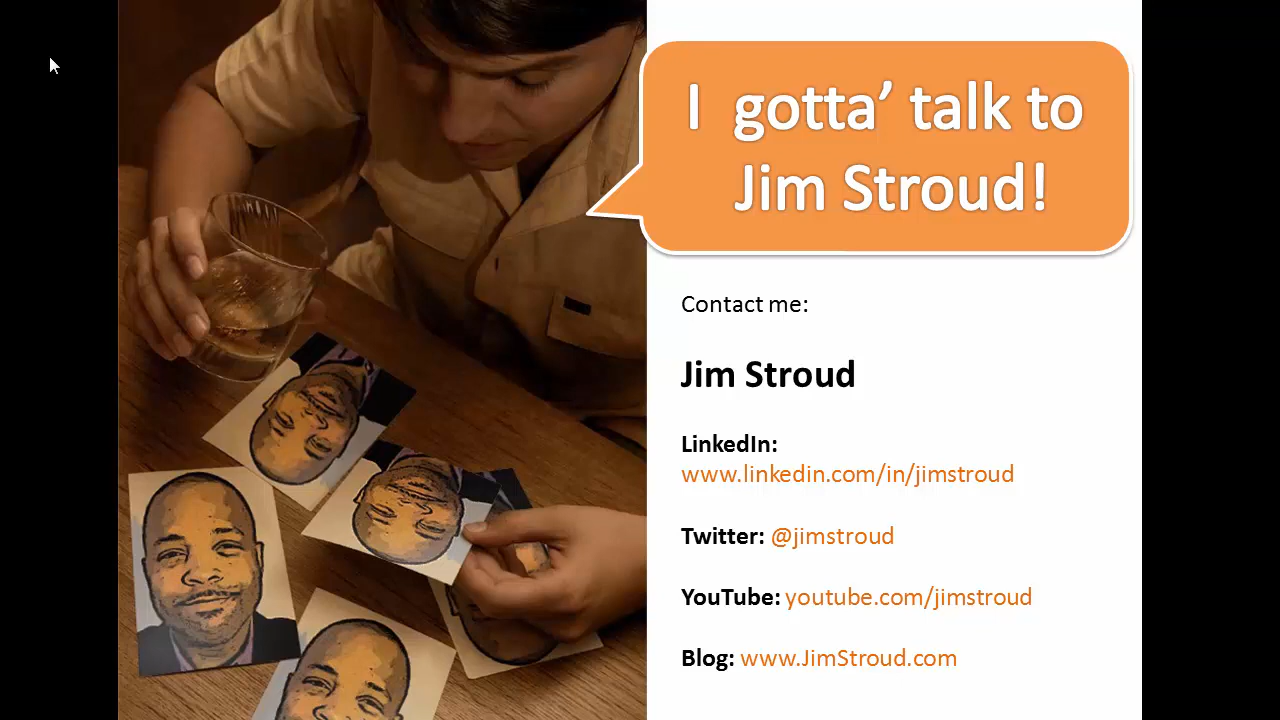 I gotta’ talk to
Jim Stroud!
Contact me:
Jim Stroud
LinkedIn:
www.linkedin.com/in/jimstroud
Twitter: @jimstroud
YouTube: youtube.com/jimstroud
Blog: www.JimStroud.com